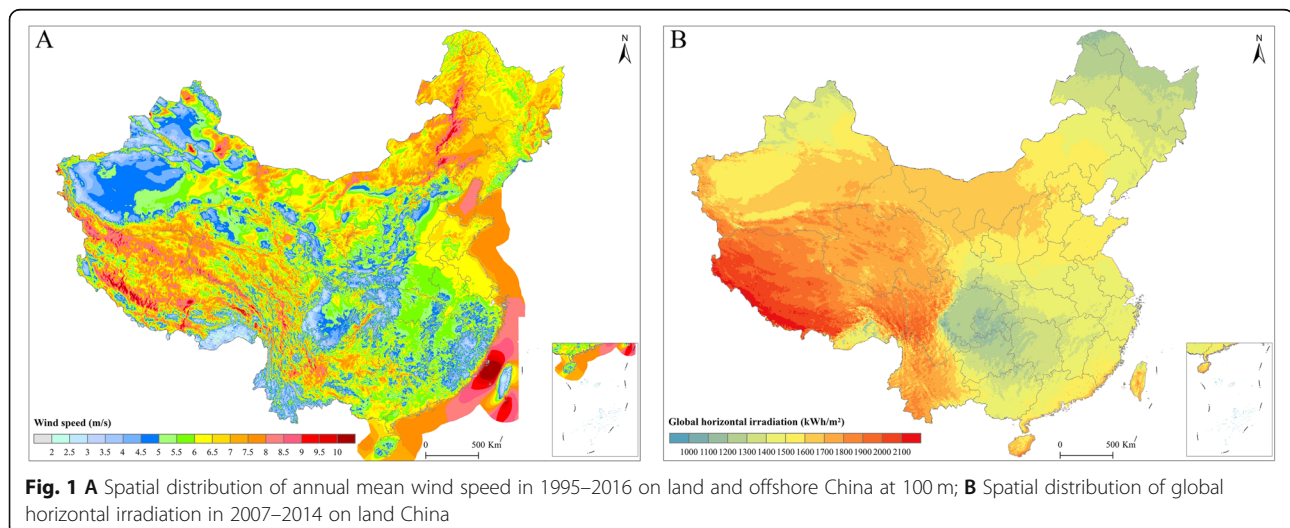 A
N
Wind speed (m/s)
2 2.5 3 3.5 4 4.5 5 5.5 6 6.5 7 7.5 8 8.5 9 9.5 10
0 500 Km
B
N
Global horizontal irradiation (kWh/m²)
1000 1100 1200 1300 1400 1500 1600 1700 1800 1900 2000 2100
0 500 Km
Fig. 1 A Spatial distribution of annual mean wind speed in 1995–2016 on land and offshore China at 100 m; B Spatial distribution of global
horizontal irradiation in 2007–2014 on land China